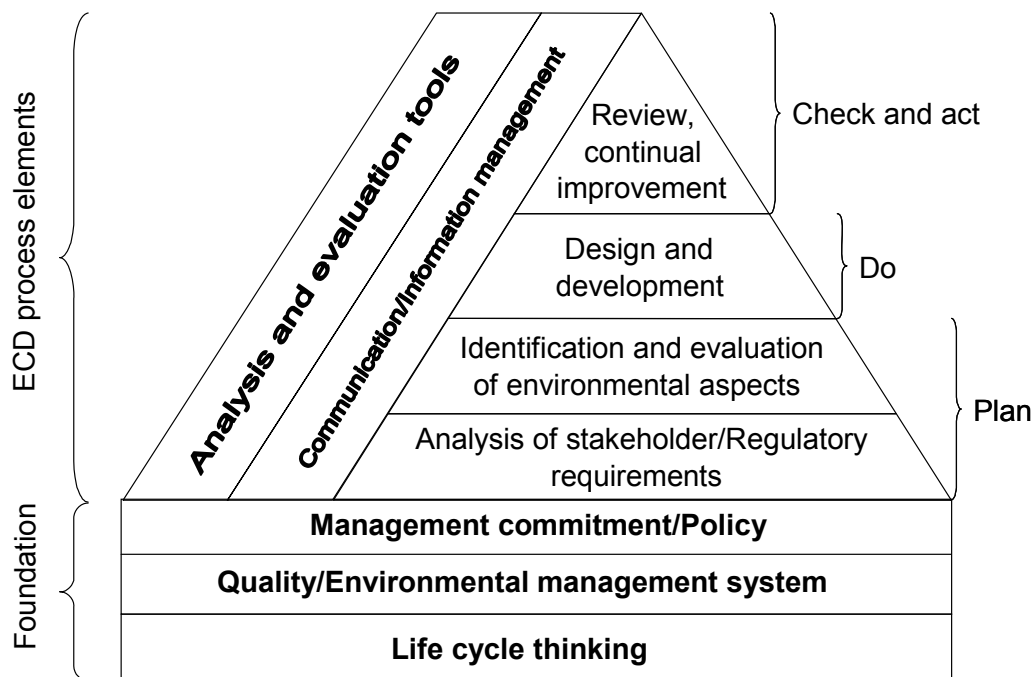 ECD process elements
Analysis and evaluation tools
Communication/Information management
Review,
continual
improvement
Check and act
Design and
development
Do
Identification and evaluation
of environmental aspects
Plan
Analysis of stakeholder/Regulatory
requirements
Foundation
Management commitment/Policy
Quality/Environmental management system
Life cycle thinking